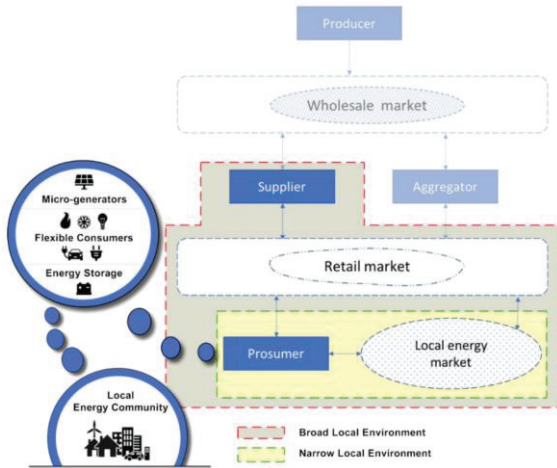 Producer
Wholesale market
Supplier
Aggregator
Micro-generators
Flexible Consumers
Energy Storage
Retail market
Prosumer
Local energy
market
Local
Energy Community
Broad Local Environment
Narrow Local Environment